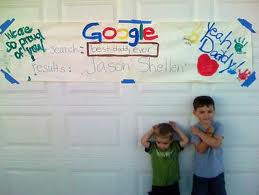 We are
so proud
of you!
Google
Search: best daddy ever
results: Jason Shellen
Yeah
Daddy!